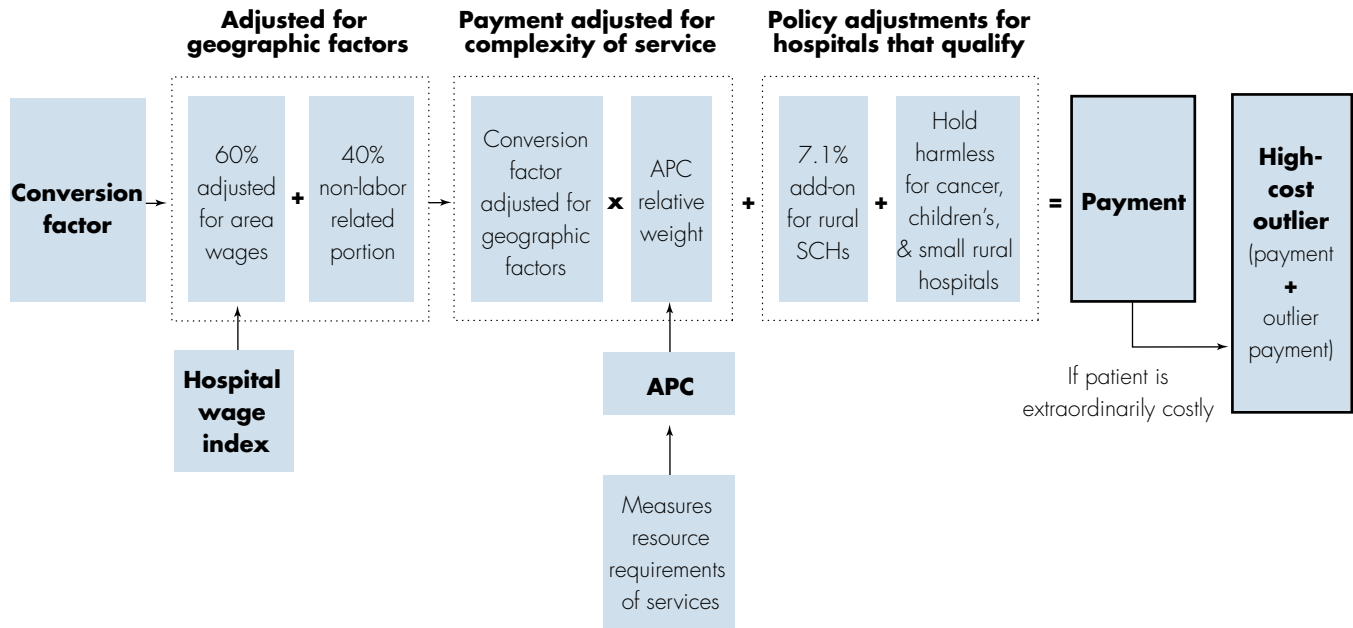 Adjusted for
geographic factors
Payment adjusted for
complexity of service
Policy adjustments for
hospitals that qualify
Conversion
factor
60%
adjusted
for area
wages
+
40%
non-labor
related
portion
Conversion
factor
adjusted for
geographic
factors
x
APC
relative
weight
+
7.1%
add-on
for rural
SCHs
+
Hold
harmless
for cancer,
children's,
& small rural
hospitals
=
Payment
High-
cost
outlier
(payment
+
outlier
payment)
Hospital
wage
index
APC
If patient is
extraordinarily costly
Measures
resource
requirements
of services